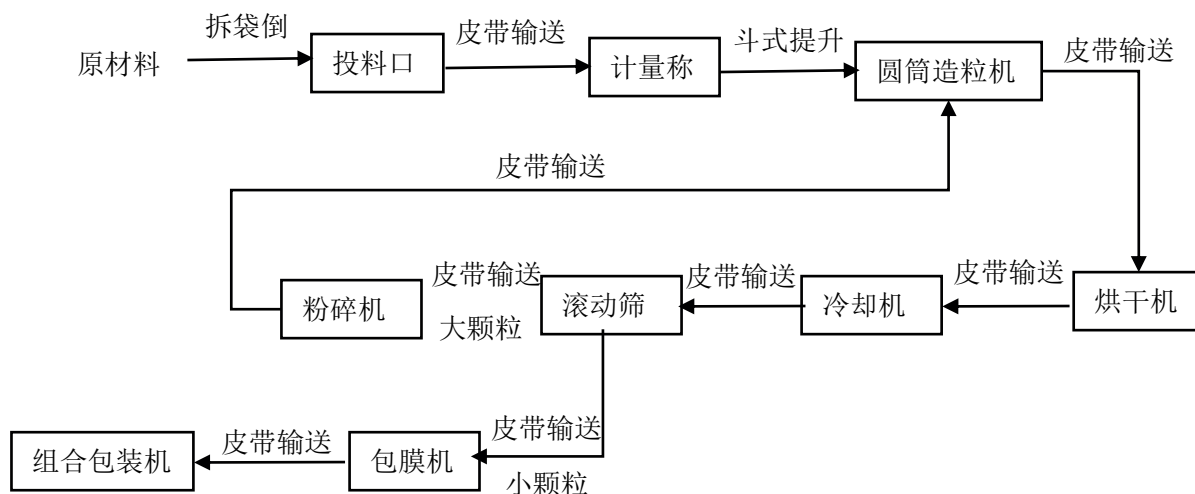 拆袋倒
皮带输送
斗式提升
皮带输送
原材料
投料口
计量称
圆筒造粒机
皮带输送
皮带输送
皮带输送
皮带输送
粉碎机
大颗粒
滚动筛
冷却机
烘干机
皮带输送
皮带输送
组合包装机
包膜机
小颗粒